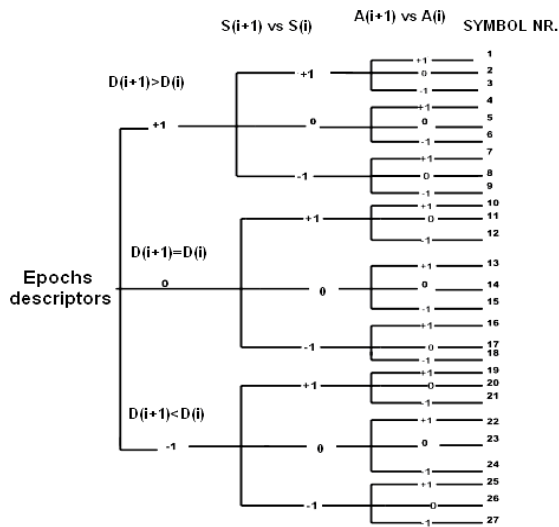 S(i+1) vs S(i) A(i+1) vs A(i) SYMBOL NR.
+1 1
D(i+1)>D(i) +1 0 2
-1 3
+1 4
+1 0 0 5
-1 6
+1 7
-1 0 8
-1 9
+1 10
+1 0 11
D(i+1)=D(i) -1 12
+1 13
Epochs
descriptors
0 0 0 14
-1 15
+1 16
-1 0 17
-1 18
+1 19
D(i+1)<D(i) +1 0 20
-1 21
+1 22
-1 0 0 23
-1 24
+1 25
-1 0 26
-1 27